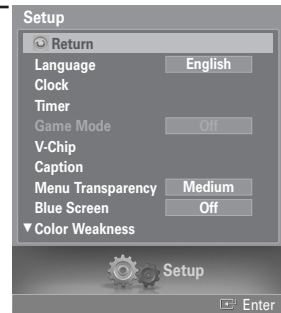 Setup
Return
Language English
Clock
Timer
Game Mode Off
V-Chip
Caption
Menu Transparency Medium
Blue Screen Off
▼Color Weakness
Setup
Enter